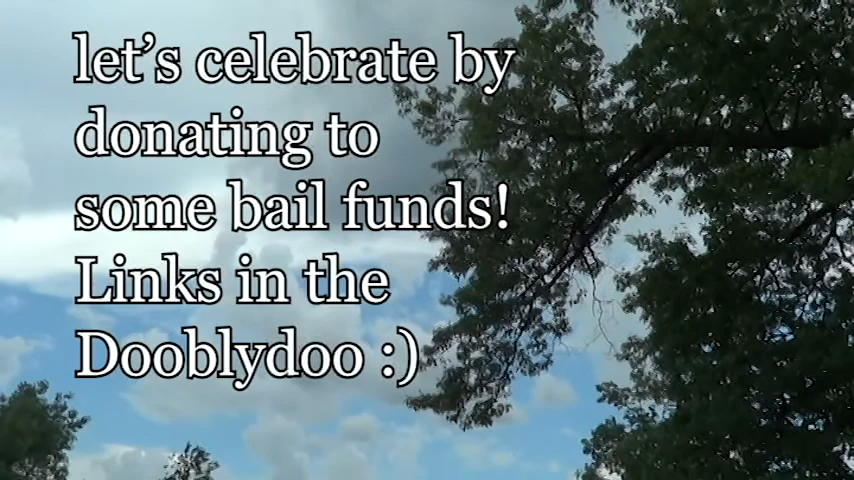 let’s celebrate by
donating to
some bail funds!
Links in the
Dooblydoo :)